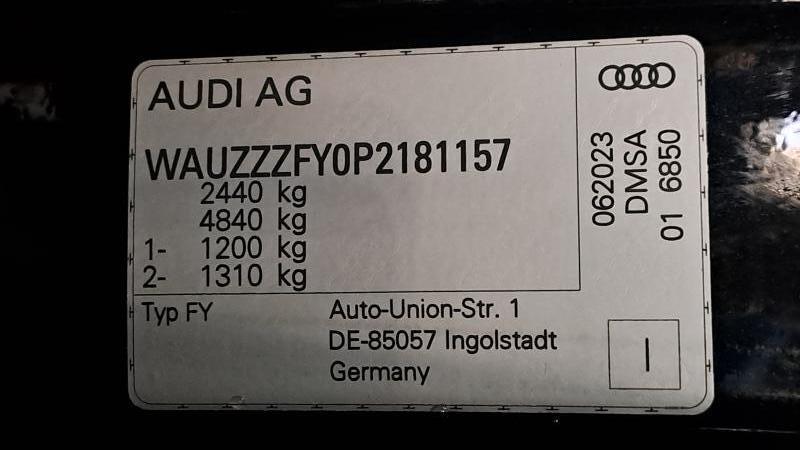 AUDI AG
WAUZZZFY0P2181157
2440 kg
4840 kg
1- 1200 kg
2- 1310 kg
Typ FY
Auto-Union-Str. 1
DE-85057 Ingolstadt
Germany
062023
DMSA
01 6850
I